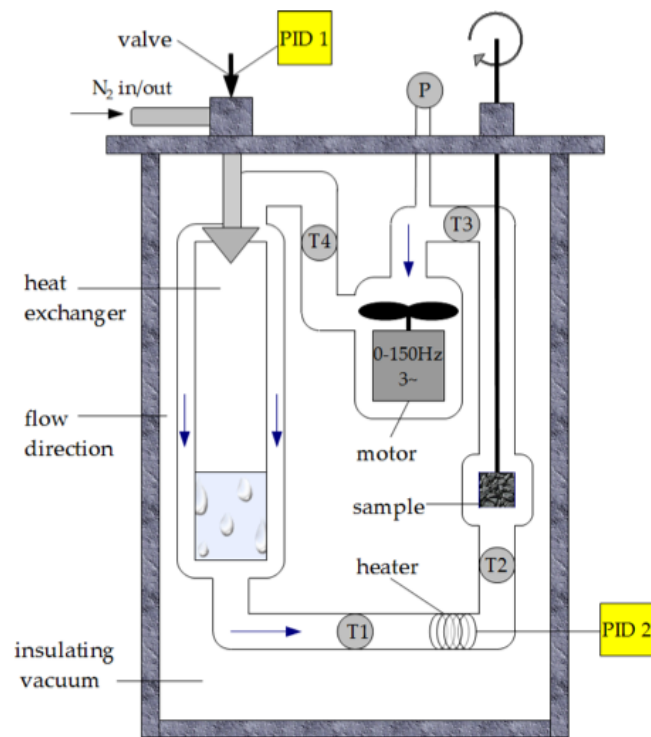 valve
PID 1
N₂ in/out
P
T3
T4
heat
exchanger
0-150Hz
3~
flow
direction
motor
sample
heater
T2
T1
PID 2
insulating
vacuum